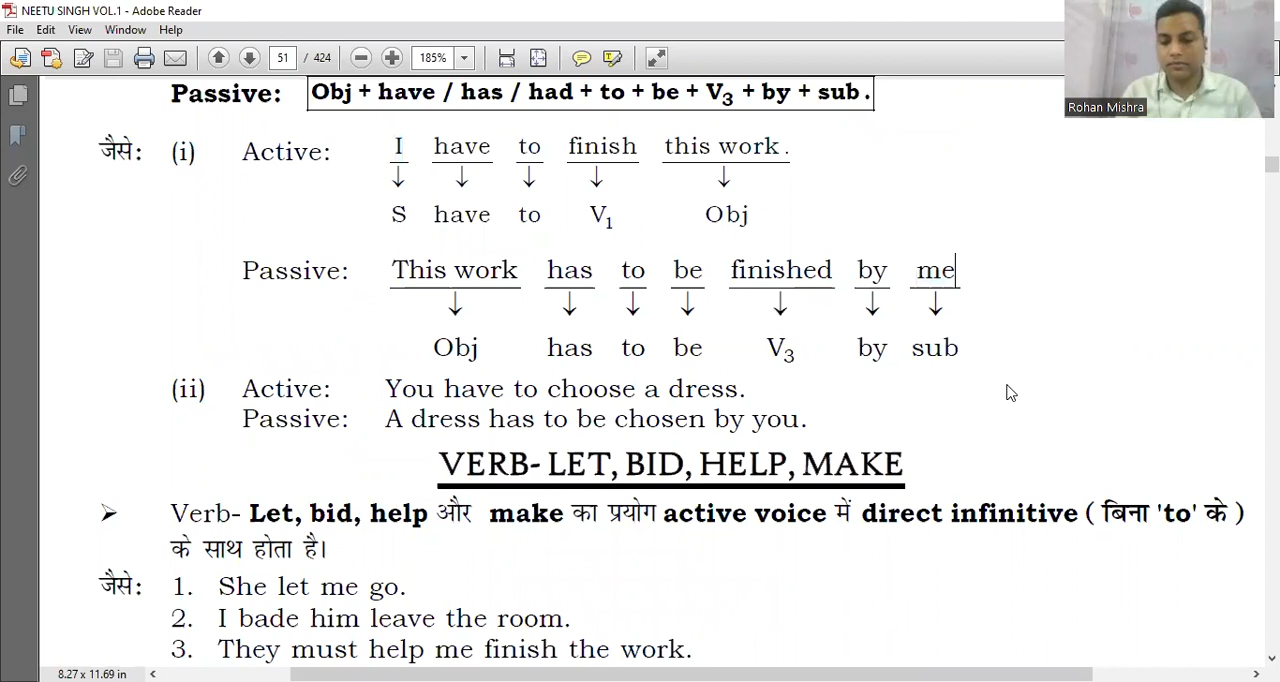 NEETU SINGH VOL.1 - Adobe Reader
File Edit View Window Help
51 / 424 185%
Rohan Mishra
Passive: Obj + have / has / had + to + be + V3 + by + sub .
जैसे: (i) Active: I have to finish this work .
↓ ↓ ↓ ↓ ↓
S have to V1 Obj
Passive: This work has to be finished by me
↓ ↓ ↓ ↓ ↓ ↓ ↓
Obj has to be V3 by sub
(ii) Active: You have to choose a dress.
Passive: A dress has to be chosen by you.
VERB- LET, BID, HELP, MAKE
➢ Verb- Let, bid, help और make का प्रयोग active voice में direct infinitive ( बिना 'to' के )
के साथ होता है।
जैसे: 1. She let me go.
2. I bade him leave the room.
3. They must help me finish the work.
8.27 x 11.69 in